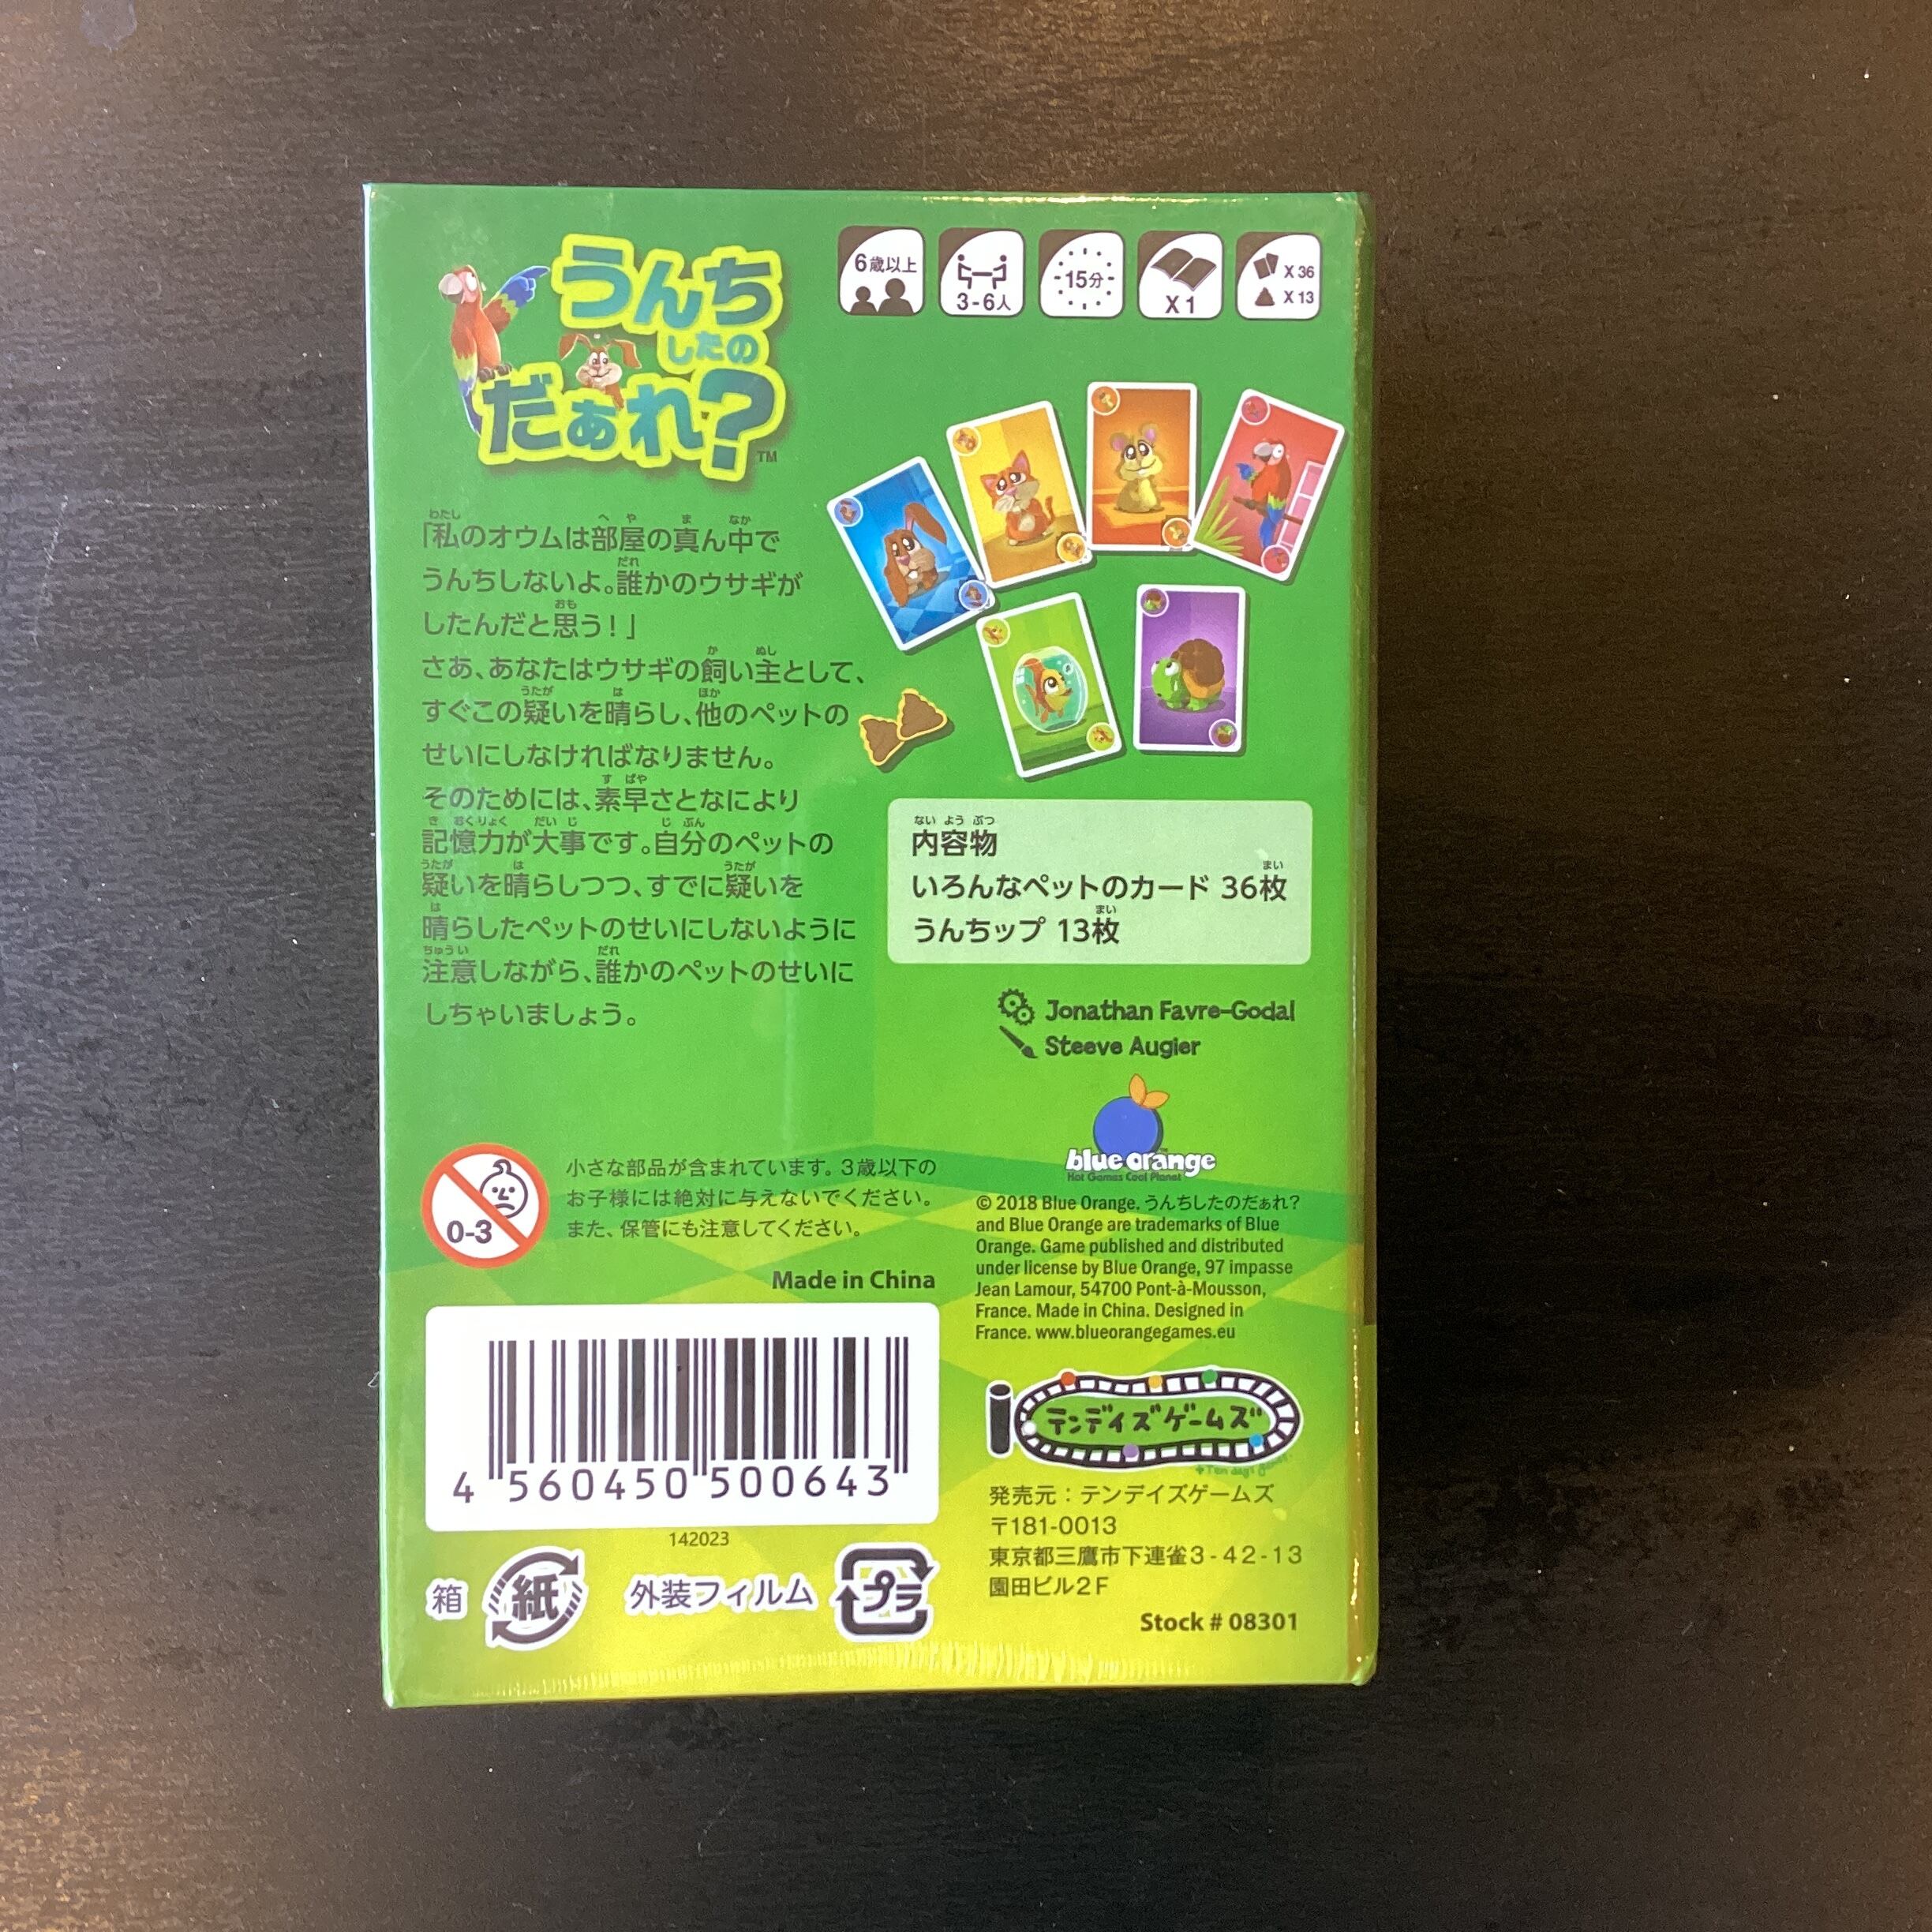 うんち
したの
だぁれ?
TM
6歳以上
3-6人
15分
X 1
X 36
X 13
「私のオウムは部屋の真ん中で
うんちしないよ。誰かのウサギが
したんだと思う!」
さあ、あなたはウサギの飼い主として、
すぐこの疑いを晴らし、他のペットの
せいにしなければなりません。
そのためには、素早さとなにより
記憶力が大事です。自分のペットの
疑いを晴らしつつ、すでに疑いを
晴らしたペットのせいにしないように
注意しながら、誰かのペットのせいに
しちゃいましょう。
内容物
いろんなペットのカード 36枚
うんちップ 13枚
Jonathan Favre-Godal
Steeve Augier
blue orange
Hot Games Cool Planet
© 2018 Blue Orange. うんちしたのだぁれ?
and Blue Orange are trademarks of Blue
Orange. Game published and distributed
under license by Blue Orange, 97 impasse
Jean Lamour, 54700 Pont-à-Mousson,
France. Made in China. Designed in
France. www.blueorangegames.eu
0-3
小さな部品が含まれています。3歳以下の
お子様には絶対に与えないでください。
また、保管にも注意してください。
Made in China
4 560450 500643
142023
箱 紙 外装フィルム プラ
テンデイズゲームズ
Ten days games
発売元:テンデイズゲームズ
〒181-0013
東京都三鷹市下連雀3-42-13
園田ビル2F
Stock # 08301